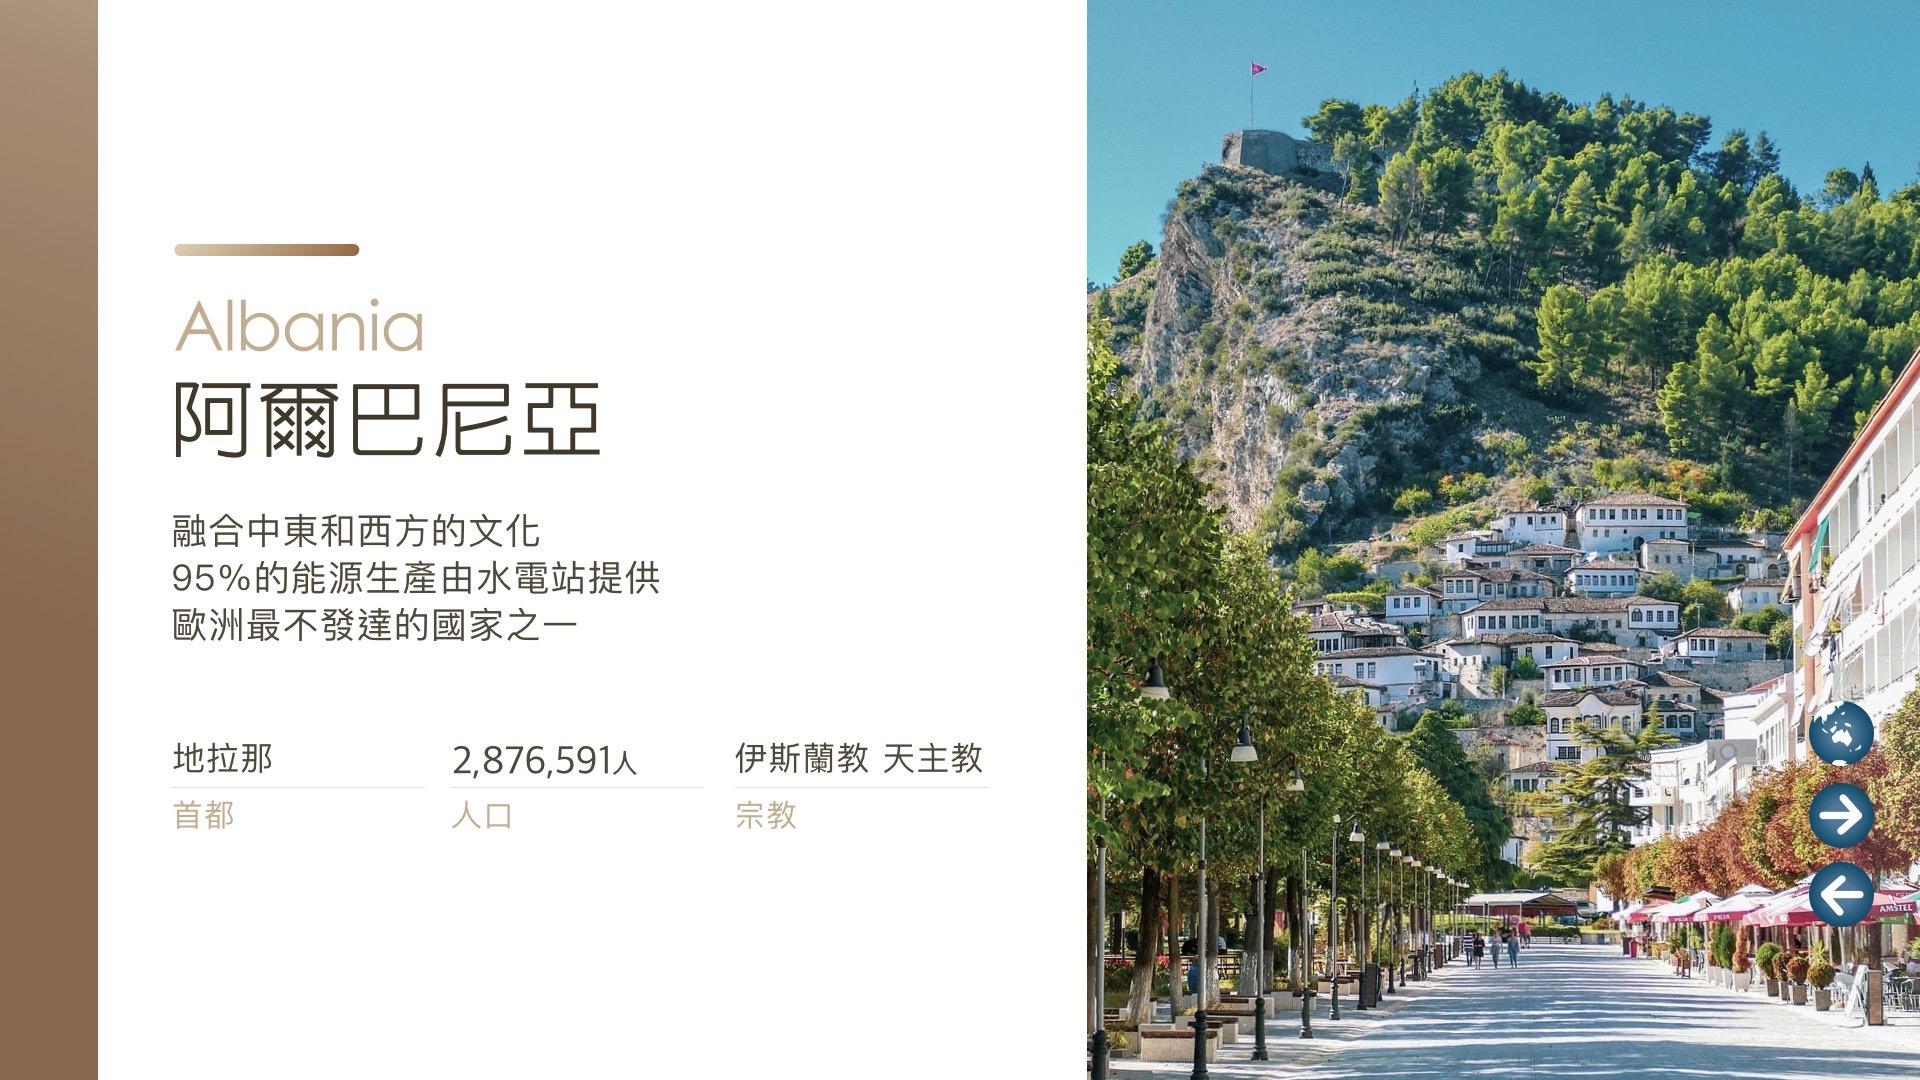 Albania
阿爾巴尼亞
融合中東和西方的文化
95%的能源生產由水電站提供
歐洲最不發達的國家之一
地拉那
首都
2,876,591人
人口
伊斯蘭教 天主教
宗教
AMSTEL